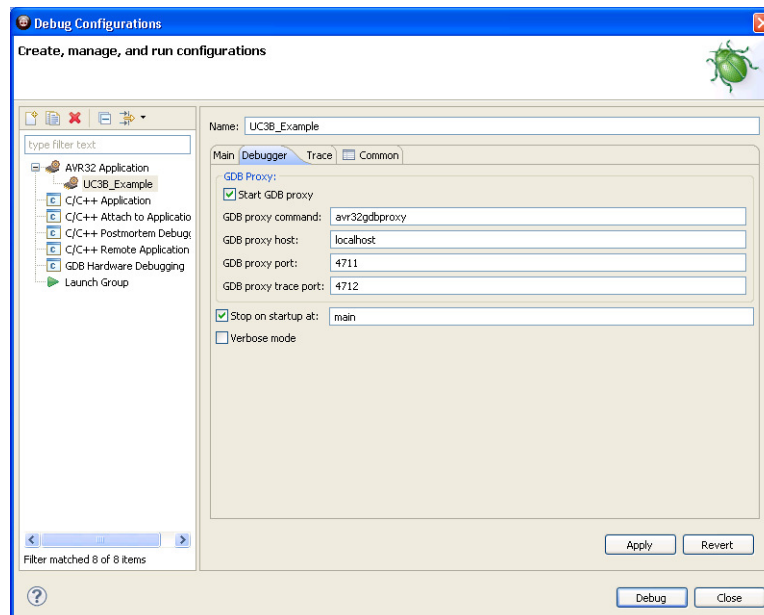 Debug Configurations
Create, manage, and run configurations
type filter text
AVR32 Application
UC3B_Example
C/C++ Application
C/C++ Attach to Applicatio
C/C++ Postmortem Debugg
C/C++ Remote Application
GDB Hardware Debugging
Launch Group
Filter matched 8 of 8 items
Name: UC3B_Example
Main Debugger Trace Common
GDB Proxy:
Start GDB proxy
GDB proxy command: avr32gdbproxy
GDB proxy host: localhost
GDB proxy port: 4711
GDB proxy trace port: 4712
Stop on startup at: main
Verbose mode
Apply Revert
? Debug Close